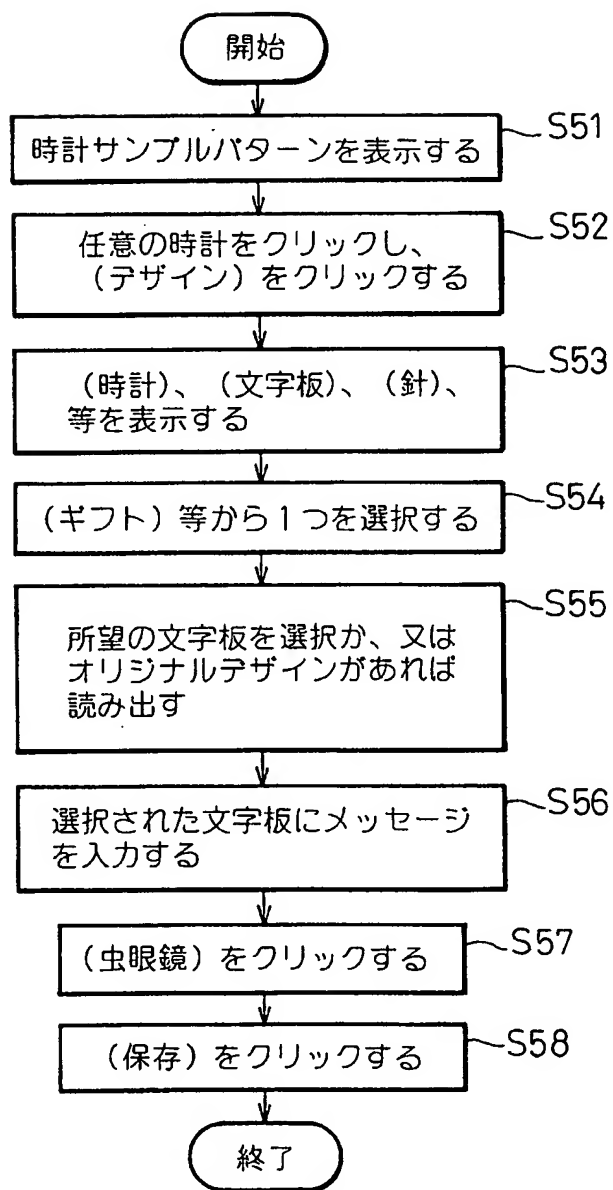 開始
時計サンプルパターンを表示する
S51
任意の時計をクリックし、
（デザイン）をクリックする
S52
（時計）、（文字板）、（針）、
等を表示する
S53
（ギフト）等から１つを選択する
S54
所望の文字板を選択か、又は
オリジナルデザインがあれば
読み出す
S55
選択された文字板にメッセージ
を入力する
S56
（虫眼鏡）をクリックする
S57
（保存）をクリックする
S58
終了